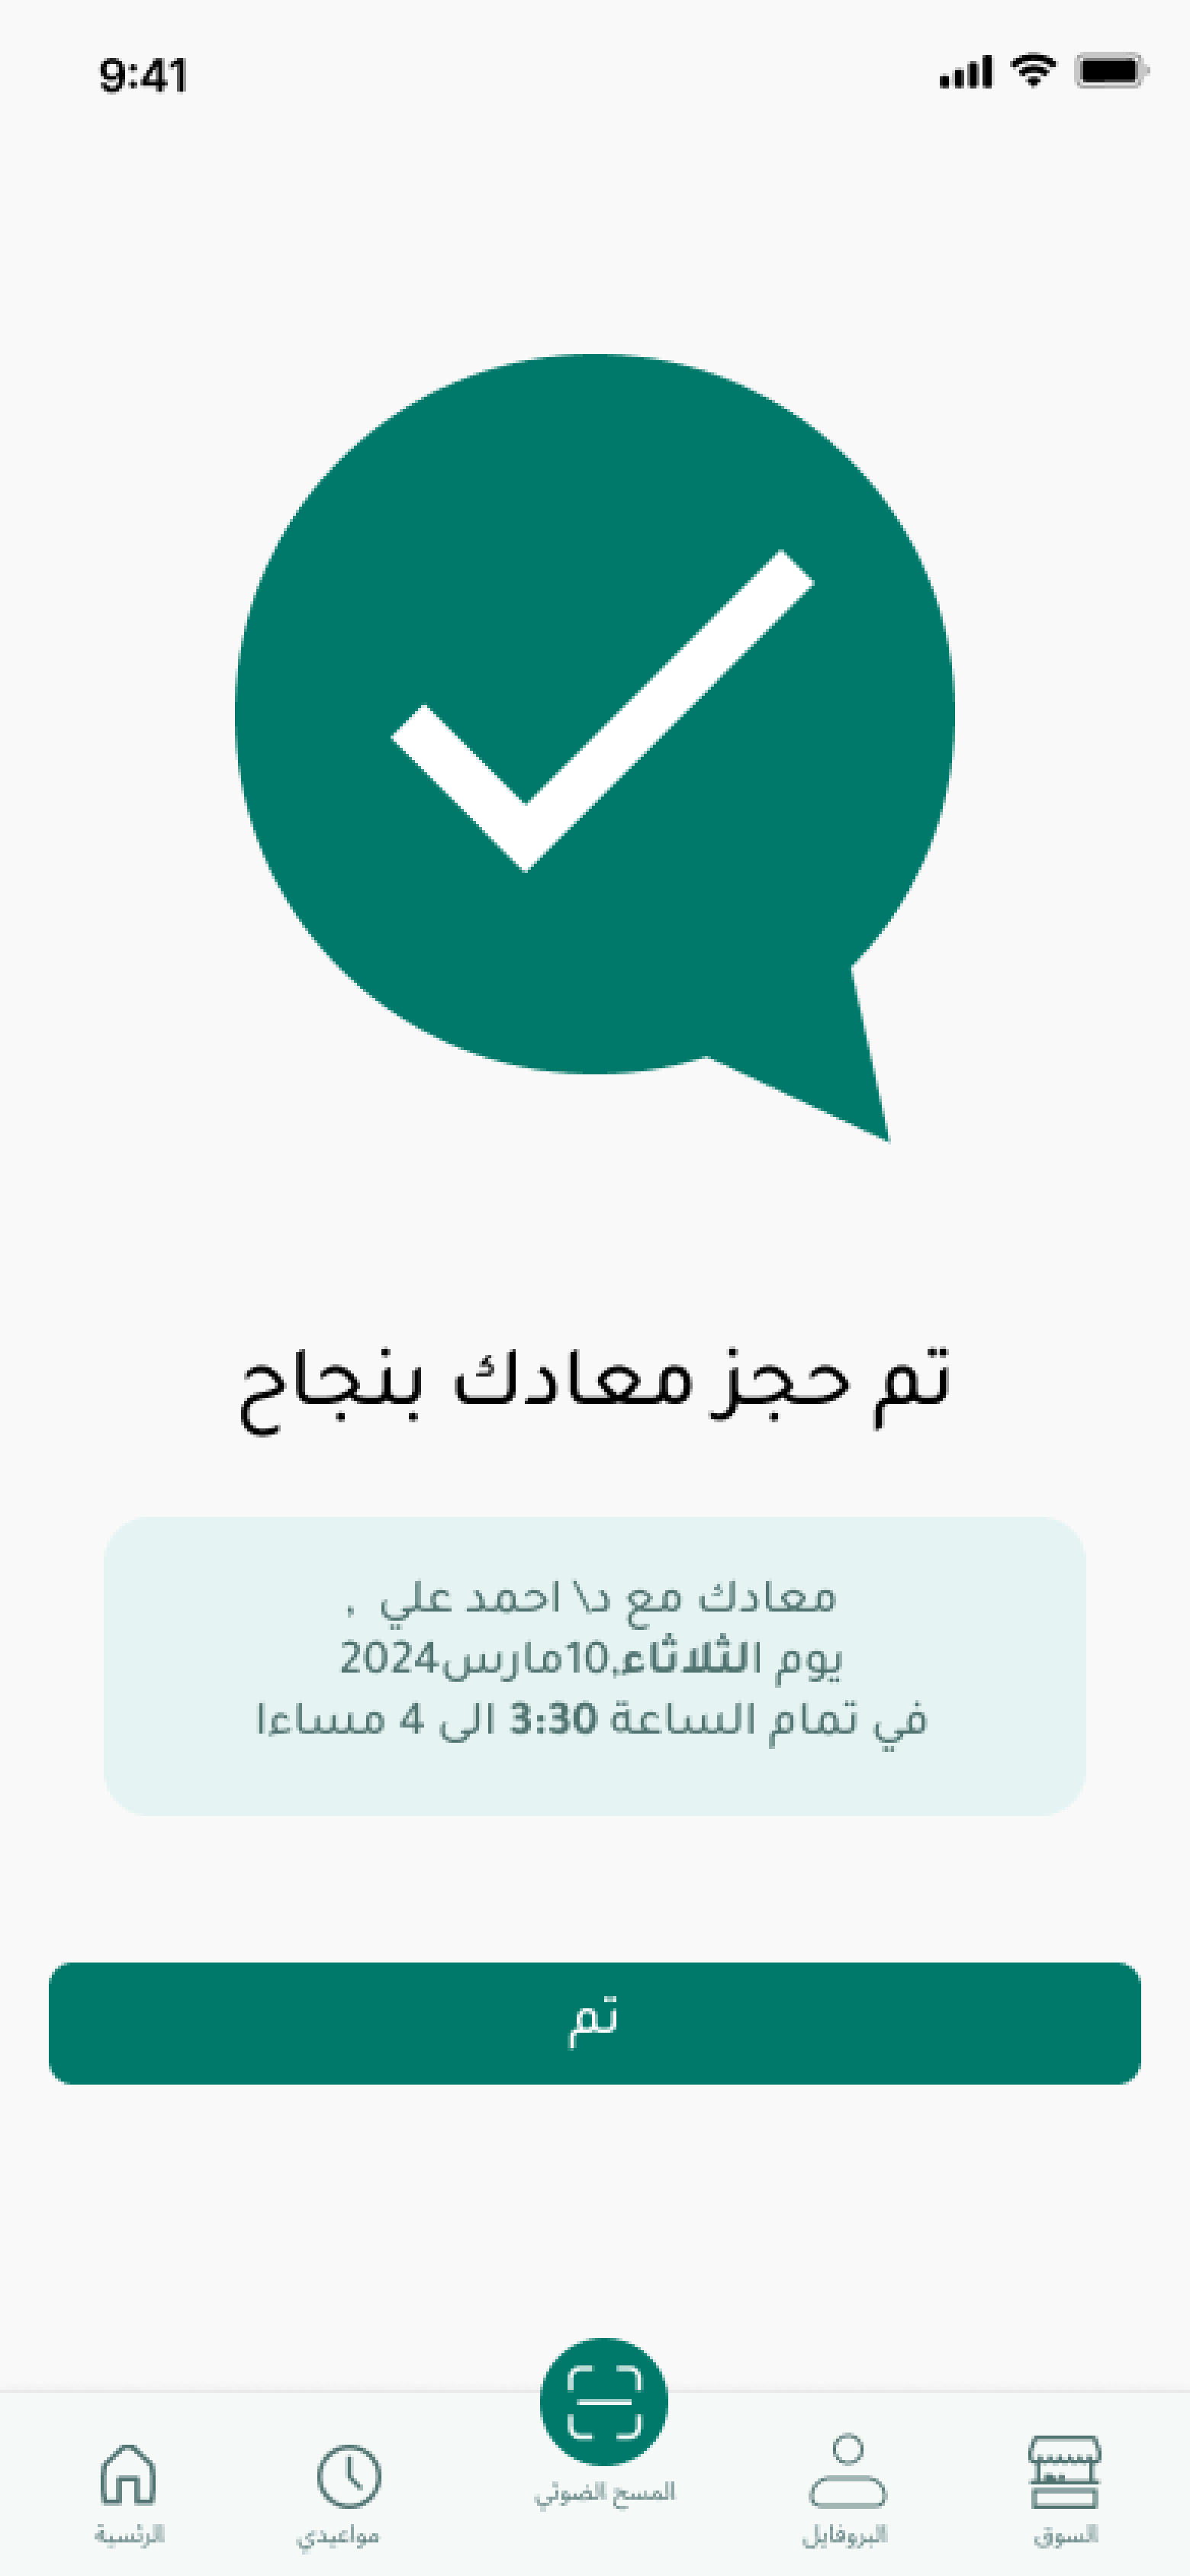 9:41
تم حجز معادك بنجاح
معادك مع د\ احمد علي ,
يوم الثلاثاء,10مارس2024
في تمام الساعة 3:30 الى 4 مساءا
تم
السوق
البروفايل
المسح الضوئي
مواعيدي
الرئسية